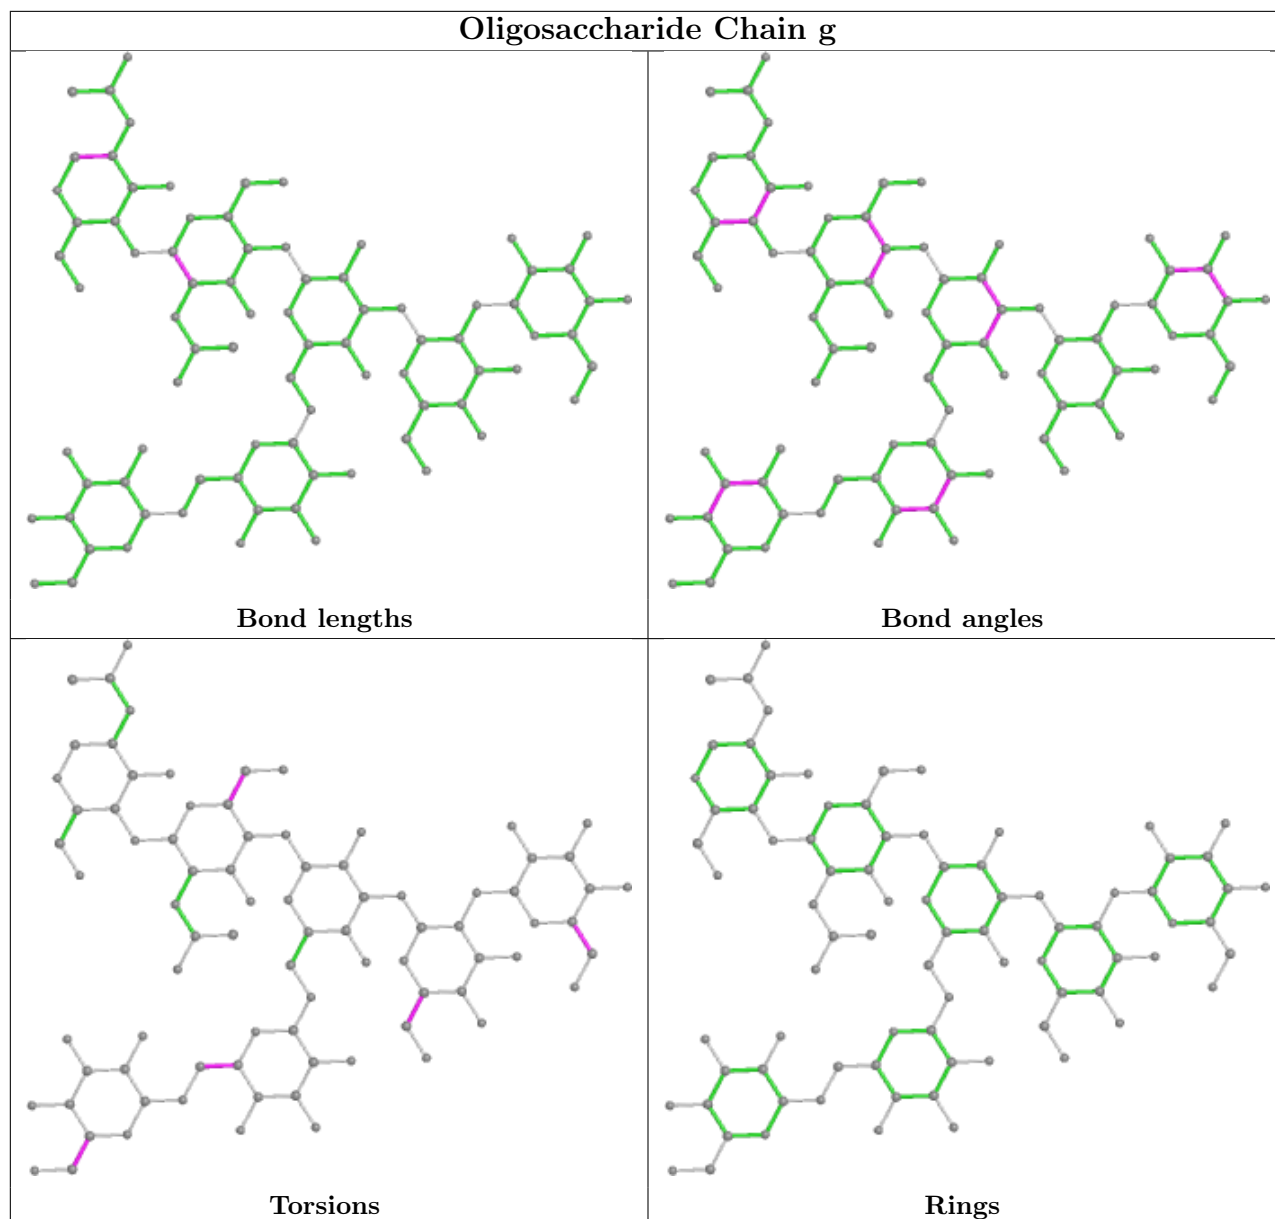 Oligosaccharide Chain g
Bond lengths
Bond angles
Torsions
Rings